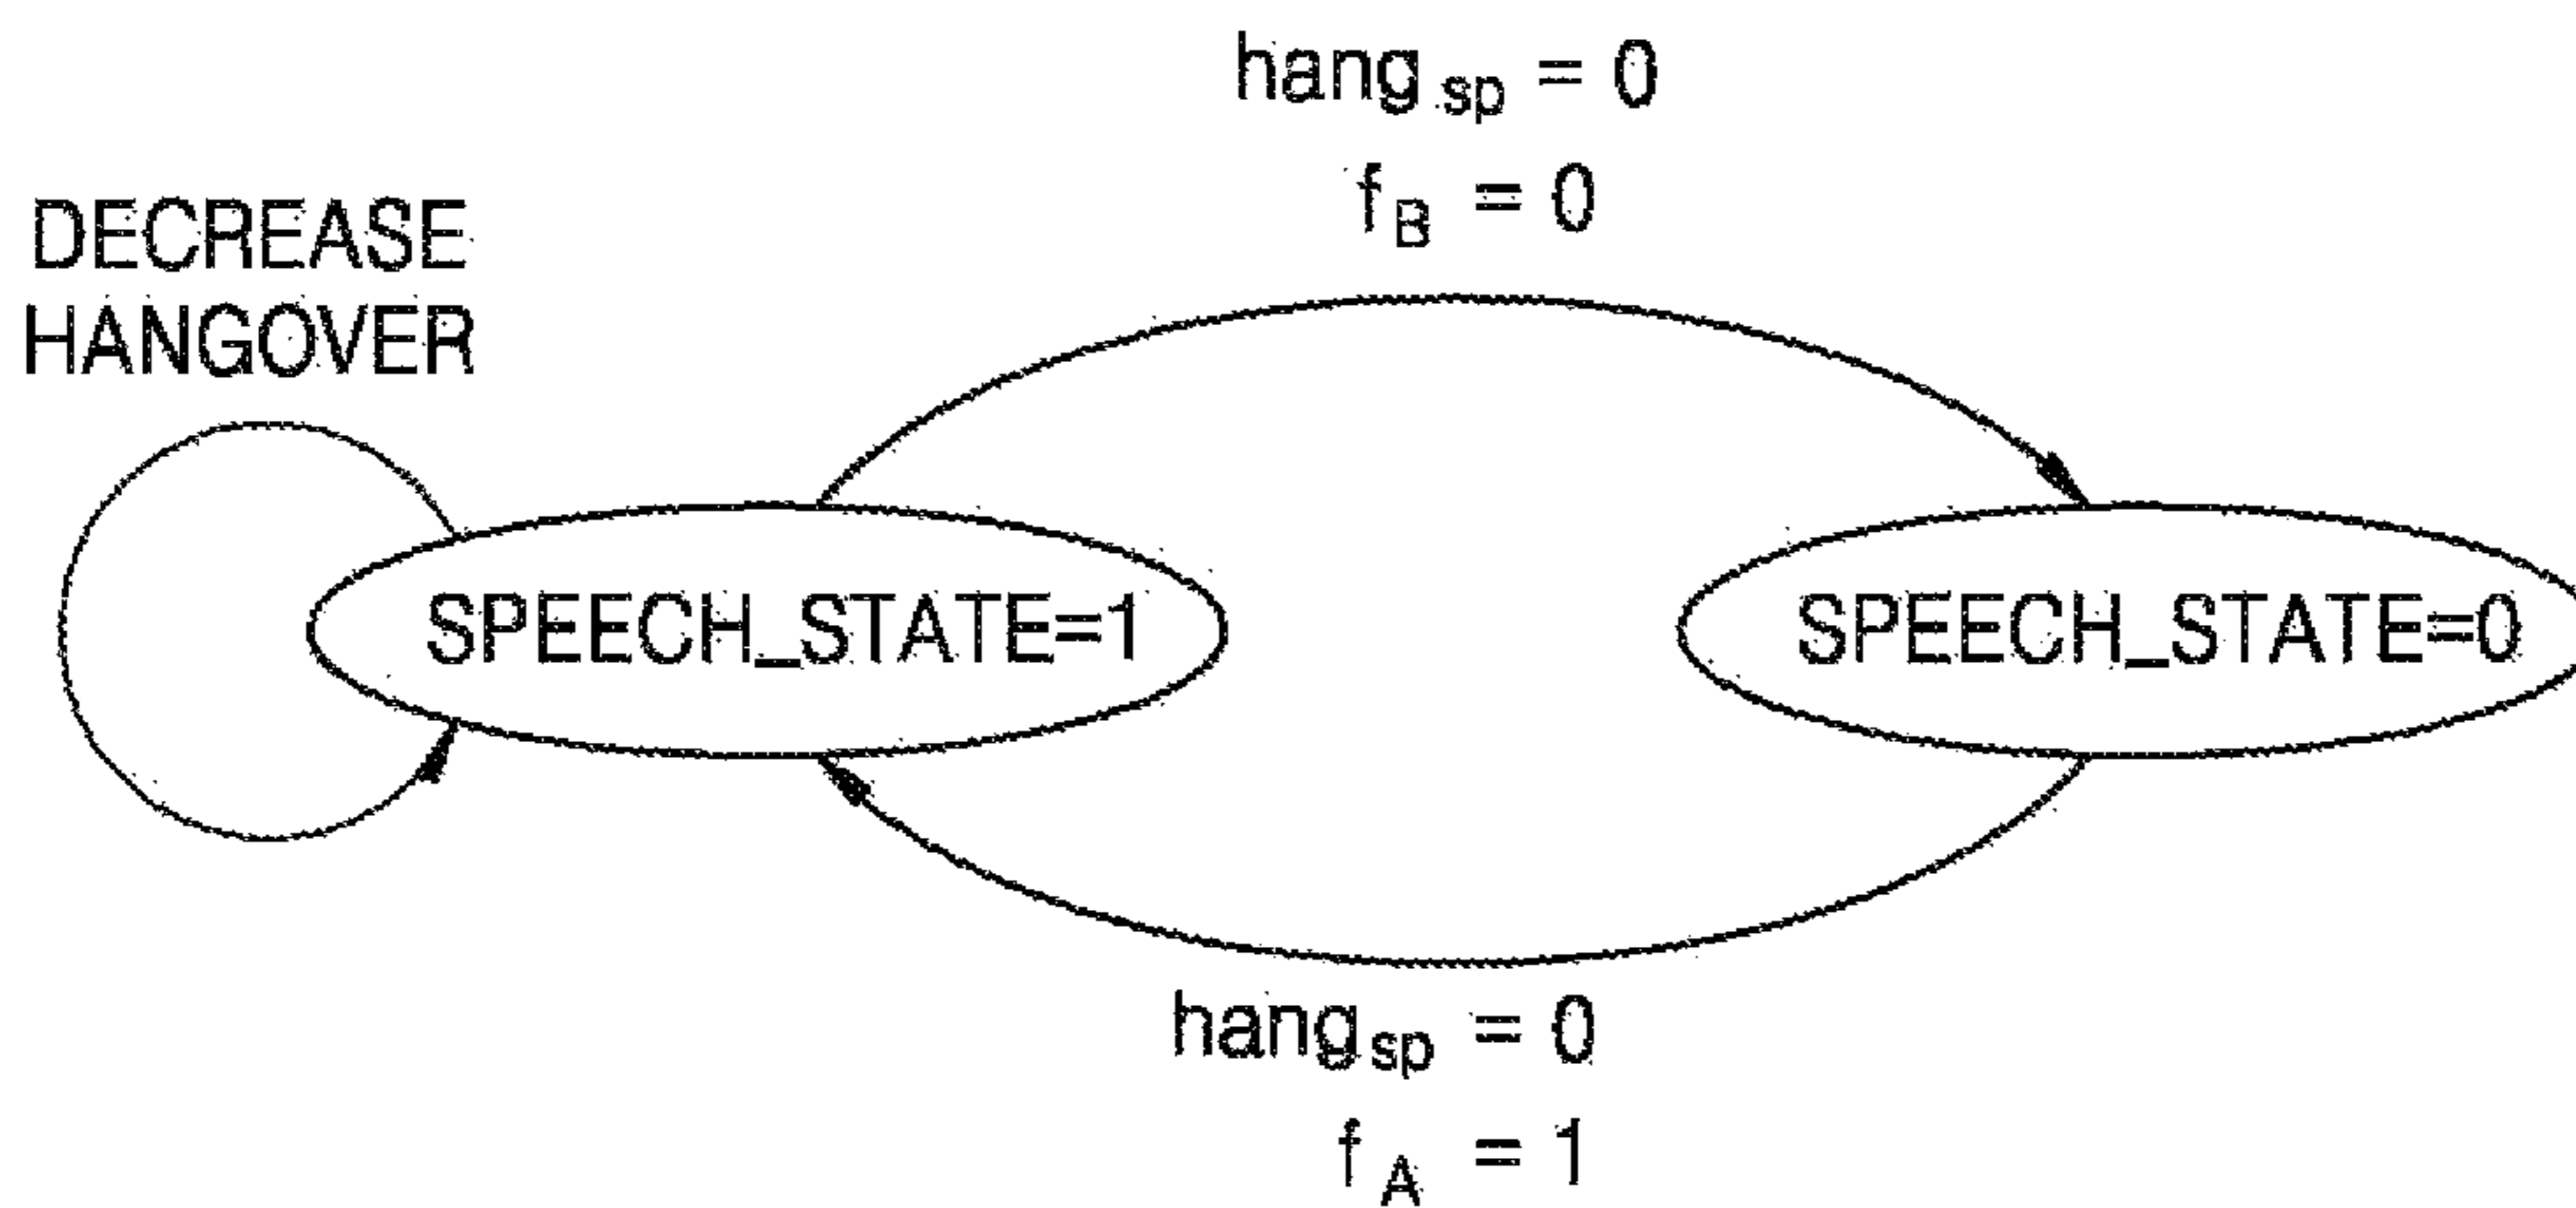 hang sp = 0
f B = 0
DECREASE
HANGOVER
SPEECH_STATE=1
SPEECH_STATE=0
hang sp = 0
f A = 1